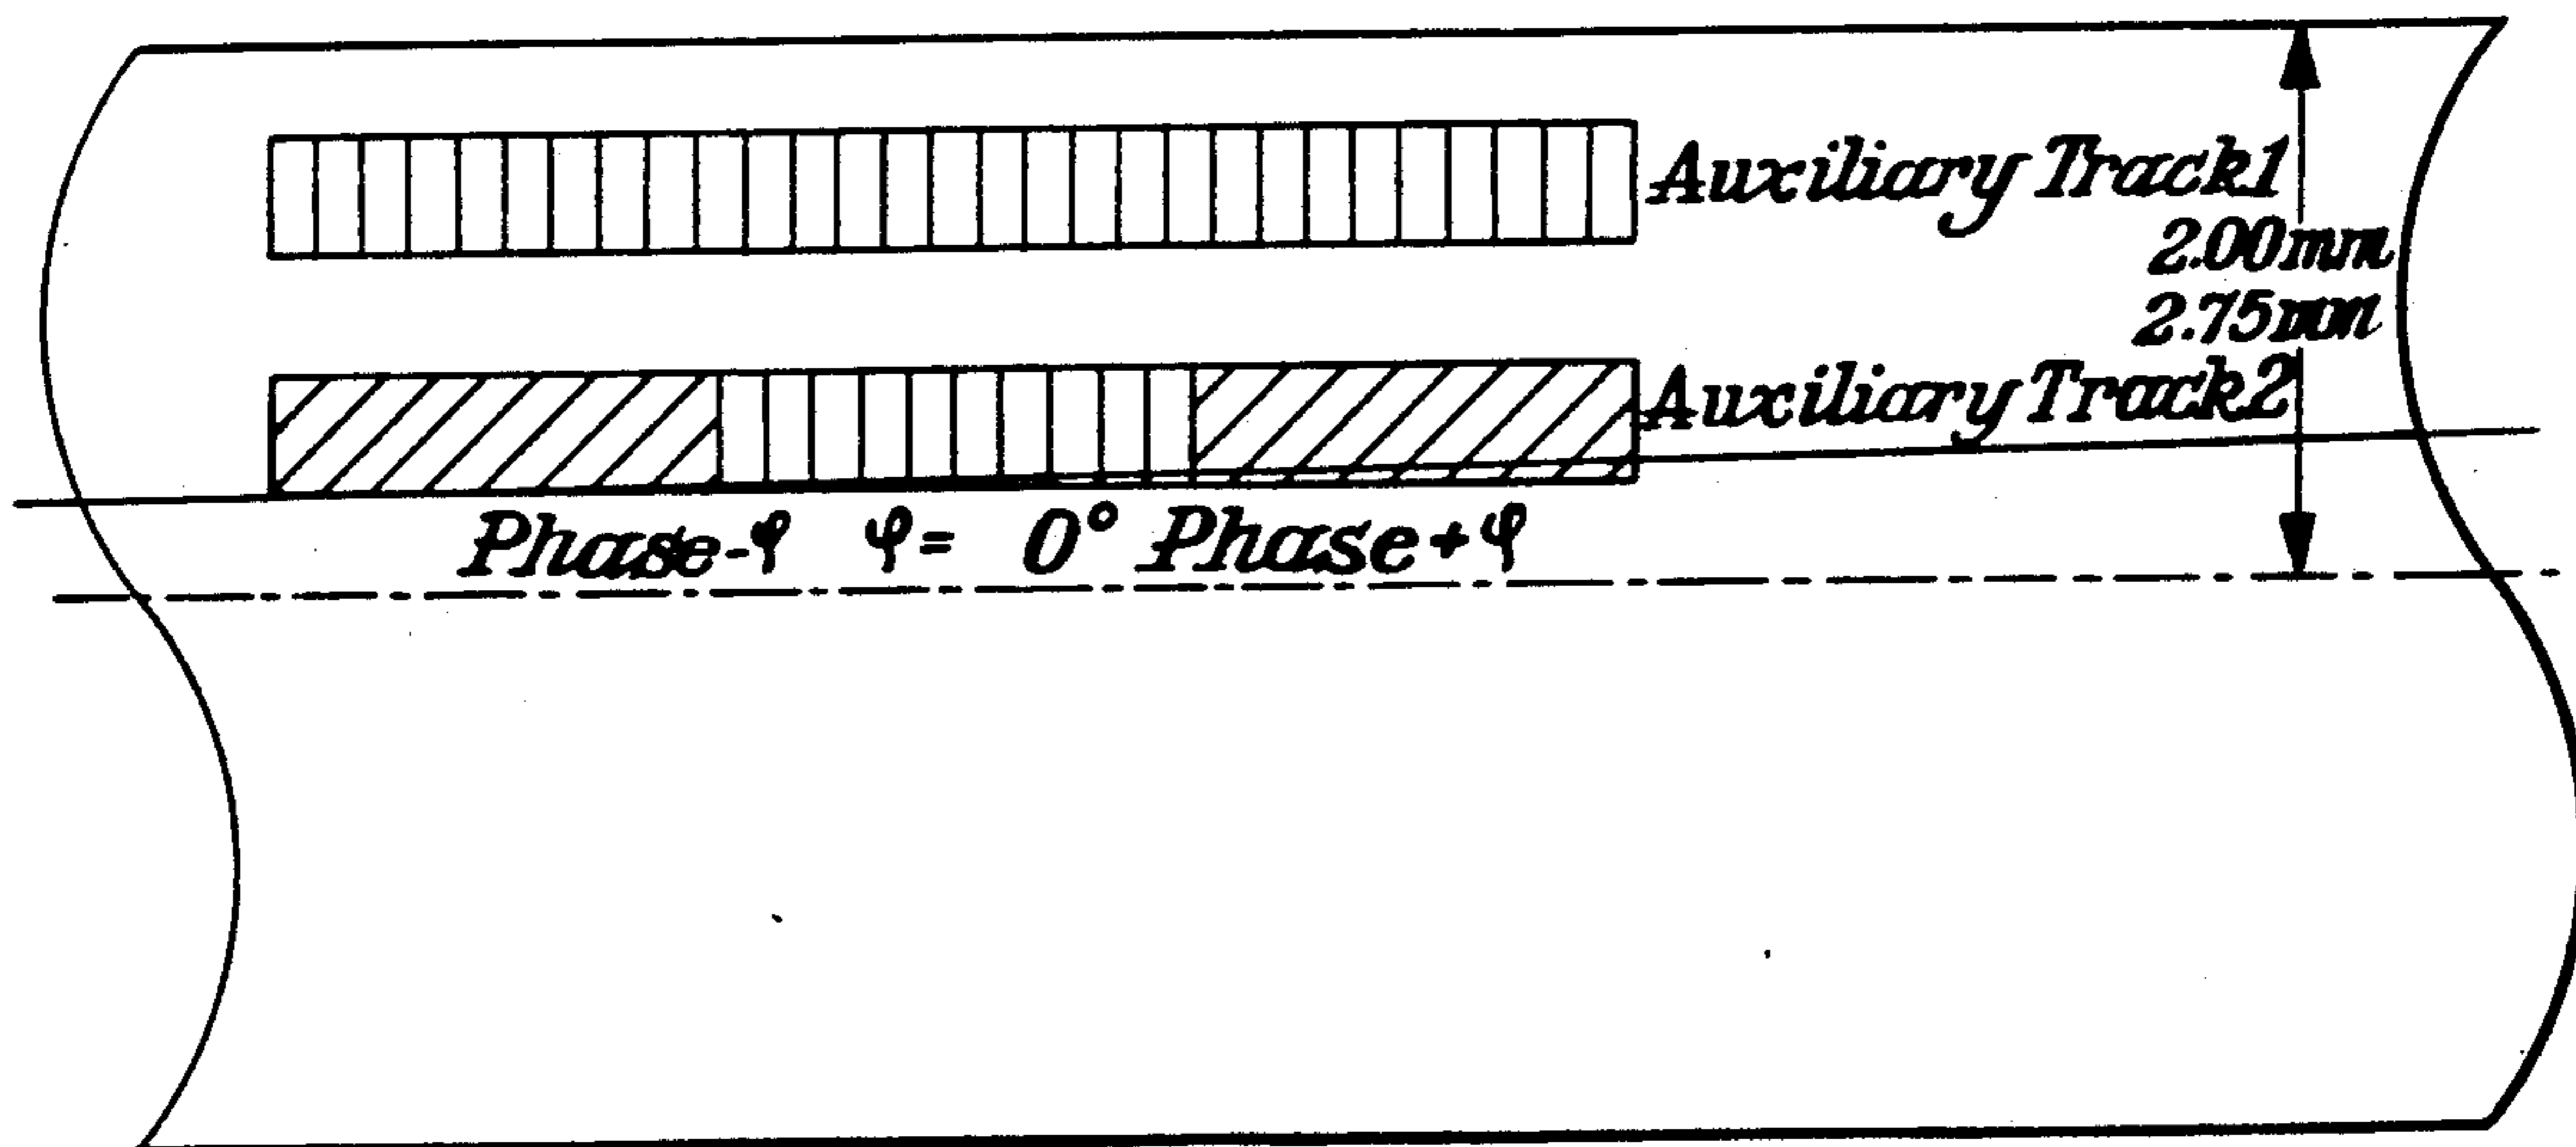 Auxiliary Track1
2.00mm
2.75mm
Auxiliary Track2
Phase-φ φ= 0° Phase+φ